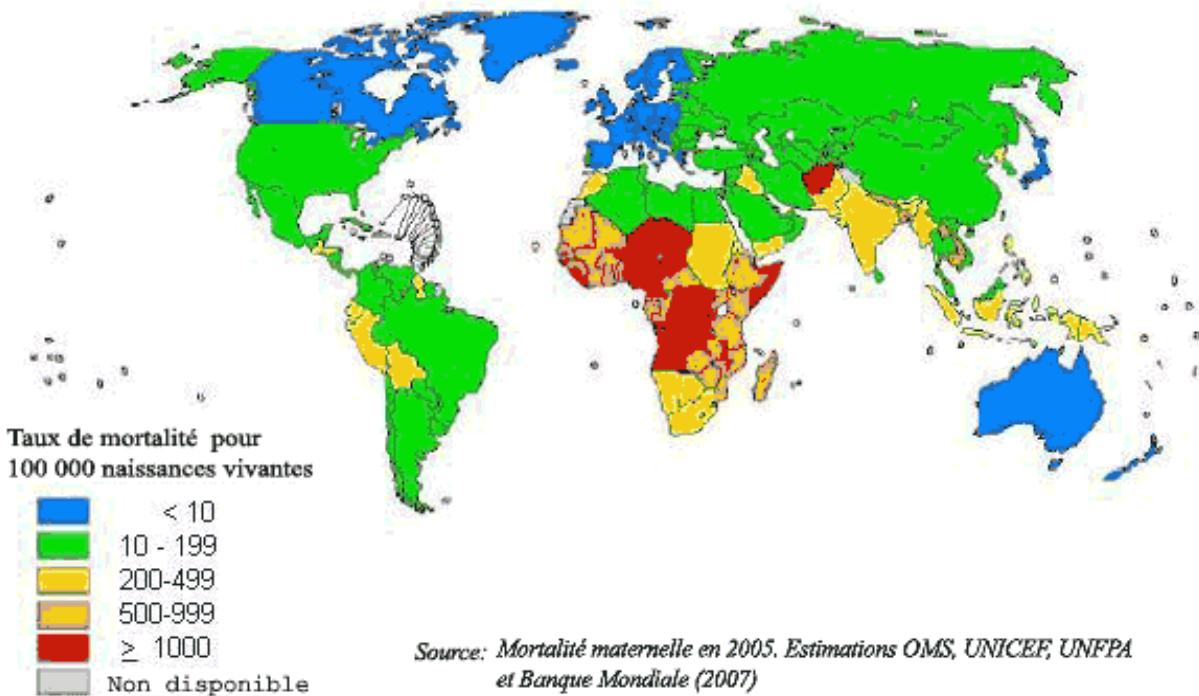 Taux de mortalité pour
100 000 naissances vivantes
< 10
10 - 199
200-499
500-999
≥ 1000
Non disponible
Source: Mortalité maternelle en 2005. Estimations OMS, UNICEF, UNFPA
et Banque Mondiale (2007)